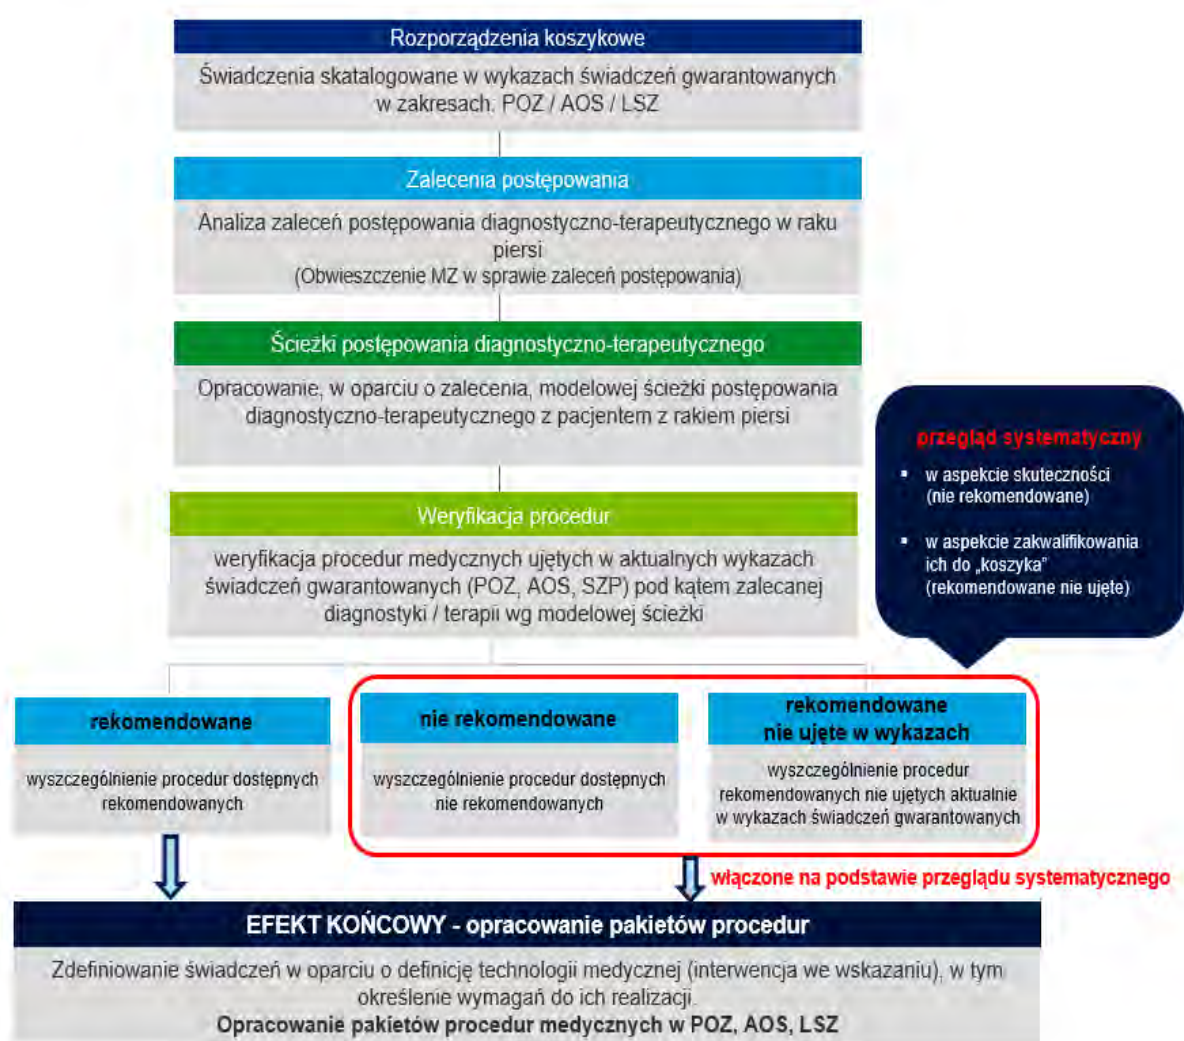 Rozporządzenia koszykowe
Świadczenia skatalogowane w wykazach świadczeń gwarantowanych
w zakresach: POZ / AOS / LSZ
Zalecenia postępowania
Analiza zaleceń postępowania diagnostyczno-terapeutycznego w raku
piersi
(Obwieszczenie MZ w sprawie zaleceń postępowania)
Ścieżki postępowania diagnostyczno-terapeutycznego
Opracowanie, w oparciu o zalecenia, modelowej ścieżki postępowania
diagnostyczno-terapeutycznego z pacjentem z rakiem piersi
przegląd systematyczny
▪ w aspekcie skuteczności
(nie rekomendowane)
▪ w aspekcie zakwalifikowania
ich do „koszyka”
(rekomendowane nie ujęte)
Weryfikacja procedur
weryfikacja procedur medycznych ujętych w aktualnych wykazach
świadczeń gwarantowanych (POZ, AOS, SZP) pod kątem zalecanej
diagnostyki / terapii wg modelowej ścieżki
rekomendowane
wyszczególnienie procedur dostępnych
rekomendowanych
nie rekomendowane
wyszczególnienie procedur dostępnych
nie rekomendowanych
rekomendowane
nie ujęte w wykazach
wyszczególnienie procedur
rekomendowanych nie ujętych aktualnie
w wykazach świadczeń gwarantowanych
włączone na podstawie przeglądu systematycznego
EFEKT KOŃCOWY - opracowanie pakietów procedur
Zdefiniowanie świadczeń w oparciu o definicję technologii medycznej (interwencja we wskazaniu), w tym
określenie wymagań do ich realizacji.
Opracowanie pakietów procedur medycznych w POZ, AOS, LSZ